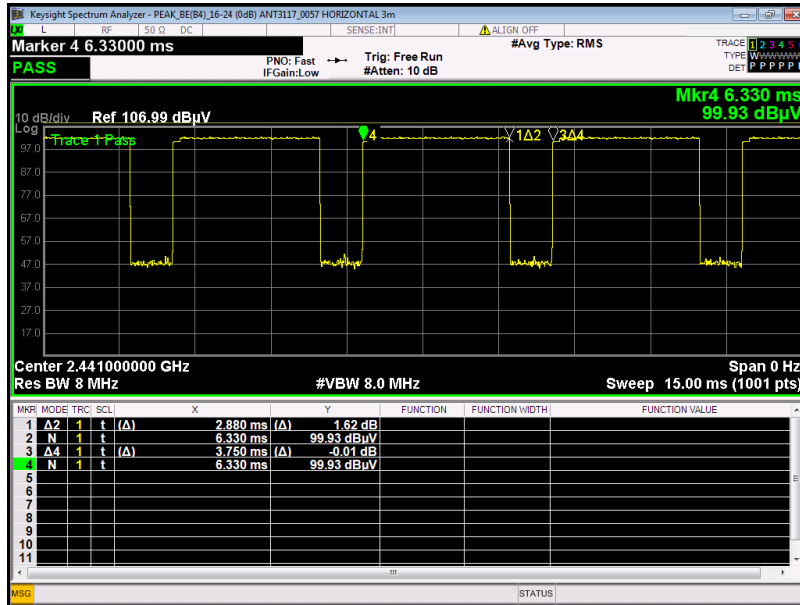 Keysight Spectrum Analyzer - PEAK_BE(B4)_16-24 (0dB) ANT3117_0057 HORIZONTAL 3m
LXI L RF 50 Ω DC SENSE:INT ALIGN OFF
Marker 4 6.33000 ms
PASS
PNO: Fast
IFGain:Low
Trig: Free Run
#Atten: 10 dB
#Avg Type: RMS
TRACE 1 2 3 4 5
TYPE W
DET P P P P P
Mkr4 6.330 ms
99.93 dBµV
10 dB/div Ref 106.99 dBµV
Log
Trace 1 Pass
4 1Δ2 3Δ4
97.0
87.0
77.0
67.0
57.0
47.0
37.0
27.0
17.0
Center 2.441000000 GHz Span 0 Hz
Res BW 8 MHz #VBW 8.0 MHz Sweep 15.00 ms (1001 pts)
MKR MODE TRC SCL X Y FUNCTION FUNCTION WIDTH FUNCTION VALUE
1 Δ2 1 t (Δ) 2.880 ms (Δ) 1.62 dB
2 N 1 t 6.330 ms 99.93 dBµV
3 Δ4 1 t (Δ) 3.750 ms (Δ) -0.01 dB
4 N 1 t 6.330 ms 99.93 dBµV
5
6
7
8
9
10
11
MSG STATUS